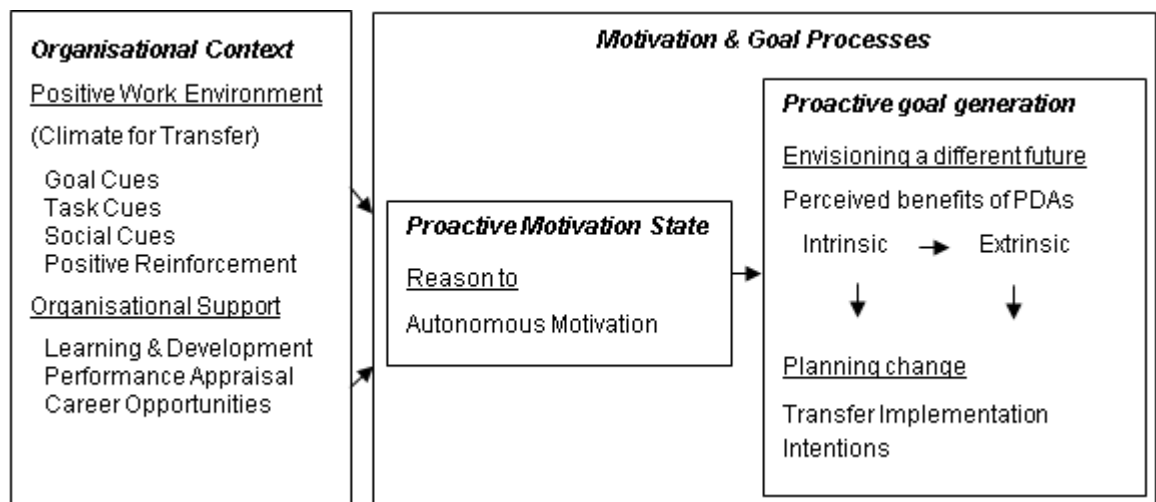 Organisational Context
Positive Work Environment
(Climate for Transfer)
Goal Cues
Task Cues
Social Cues
Positive Reinforcement
Organisational Support
Learning & Development
Performance Appraisal
Career Opportunities
Motivation & Goal Processes
Proactive Motivation State
Reason to
Autonomous Motivation
Proactive goal generation
Envisioning a different future
Perceived benefits of PDAs
Intrinsic Extrinsic
Planning change
Transfer Implementation
Intentions